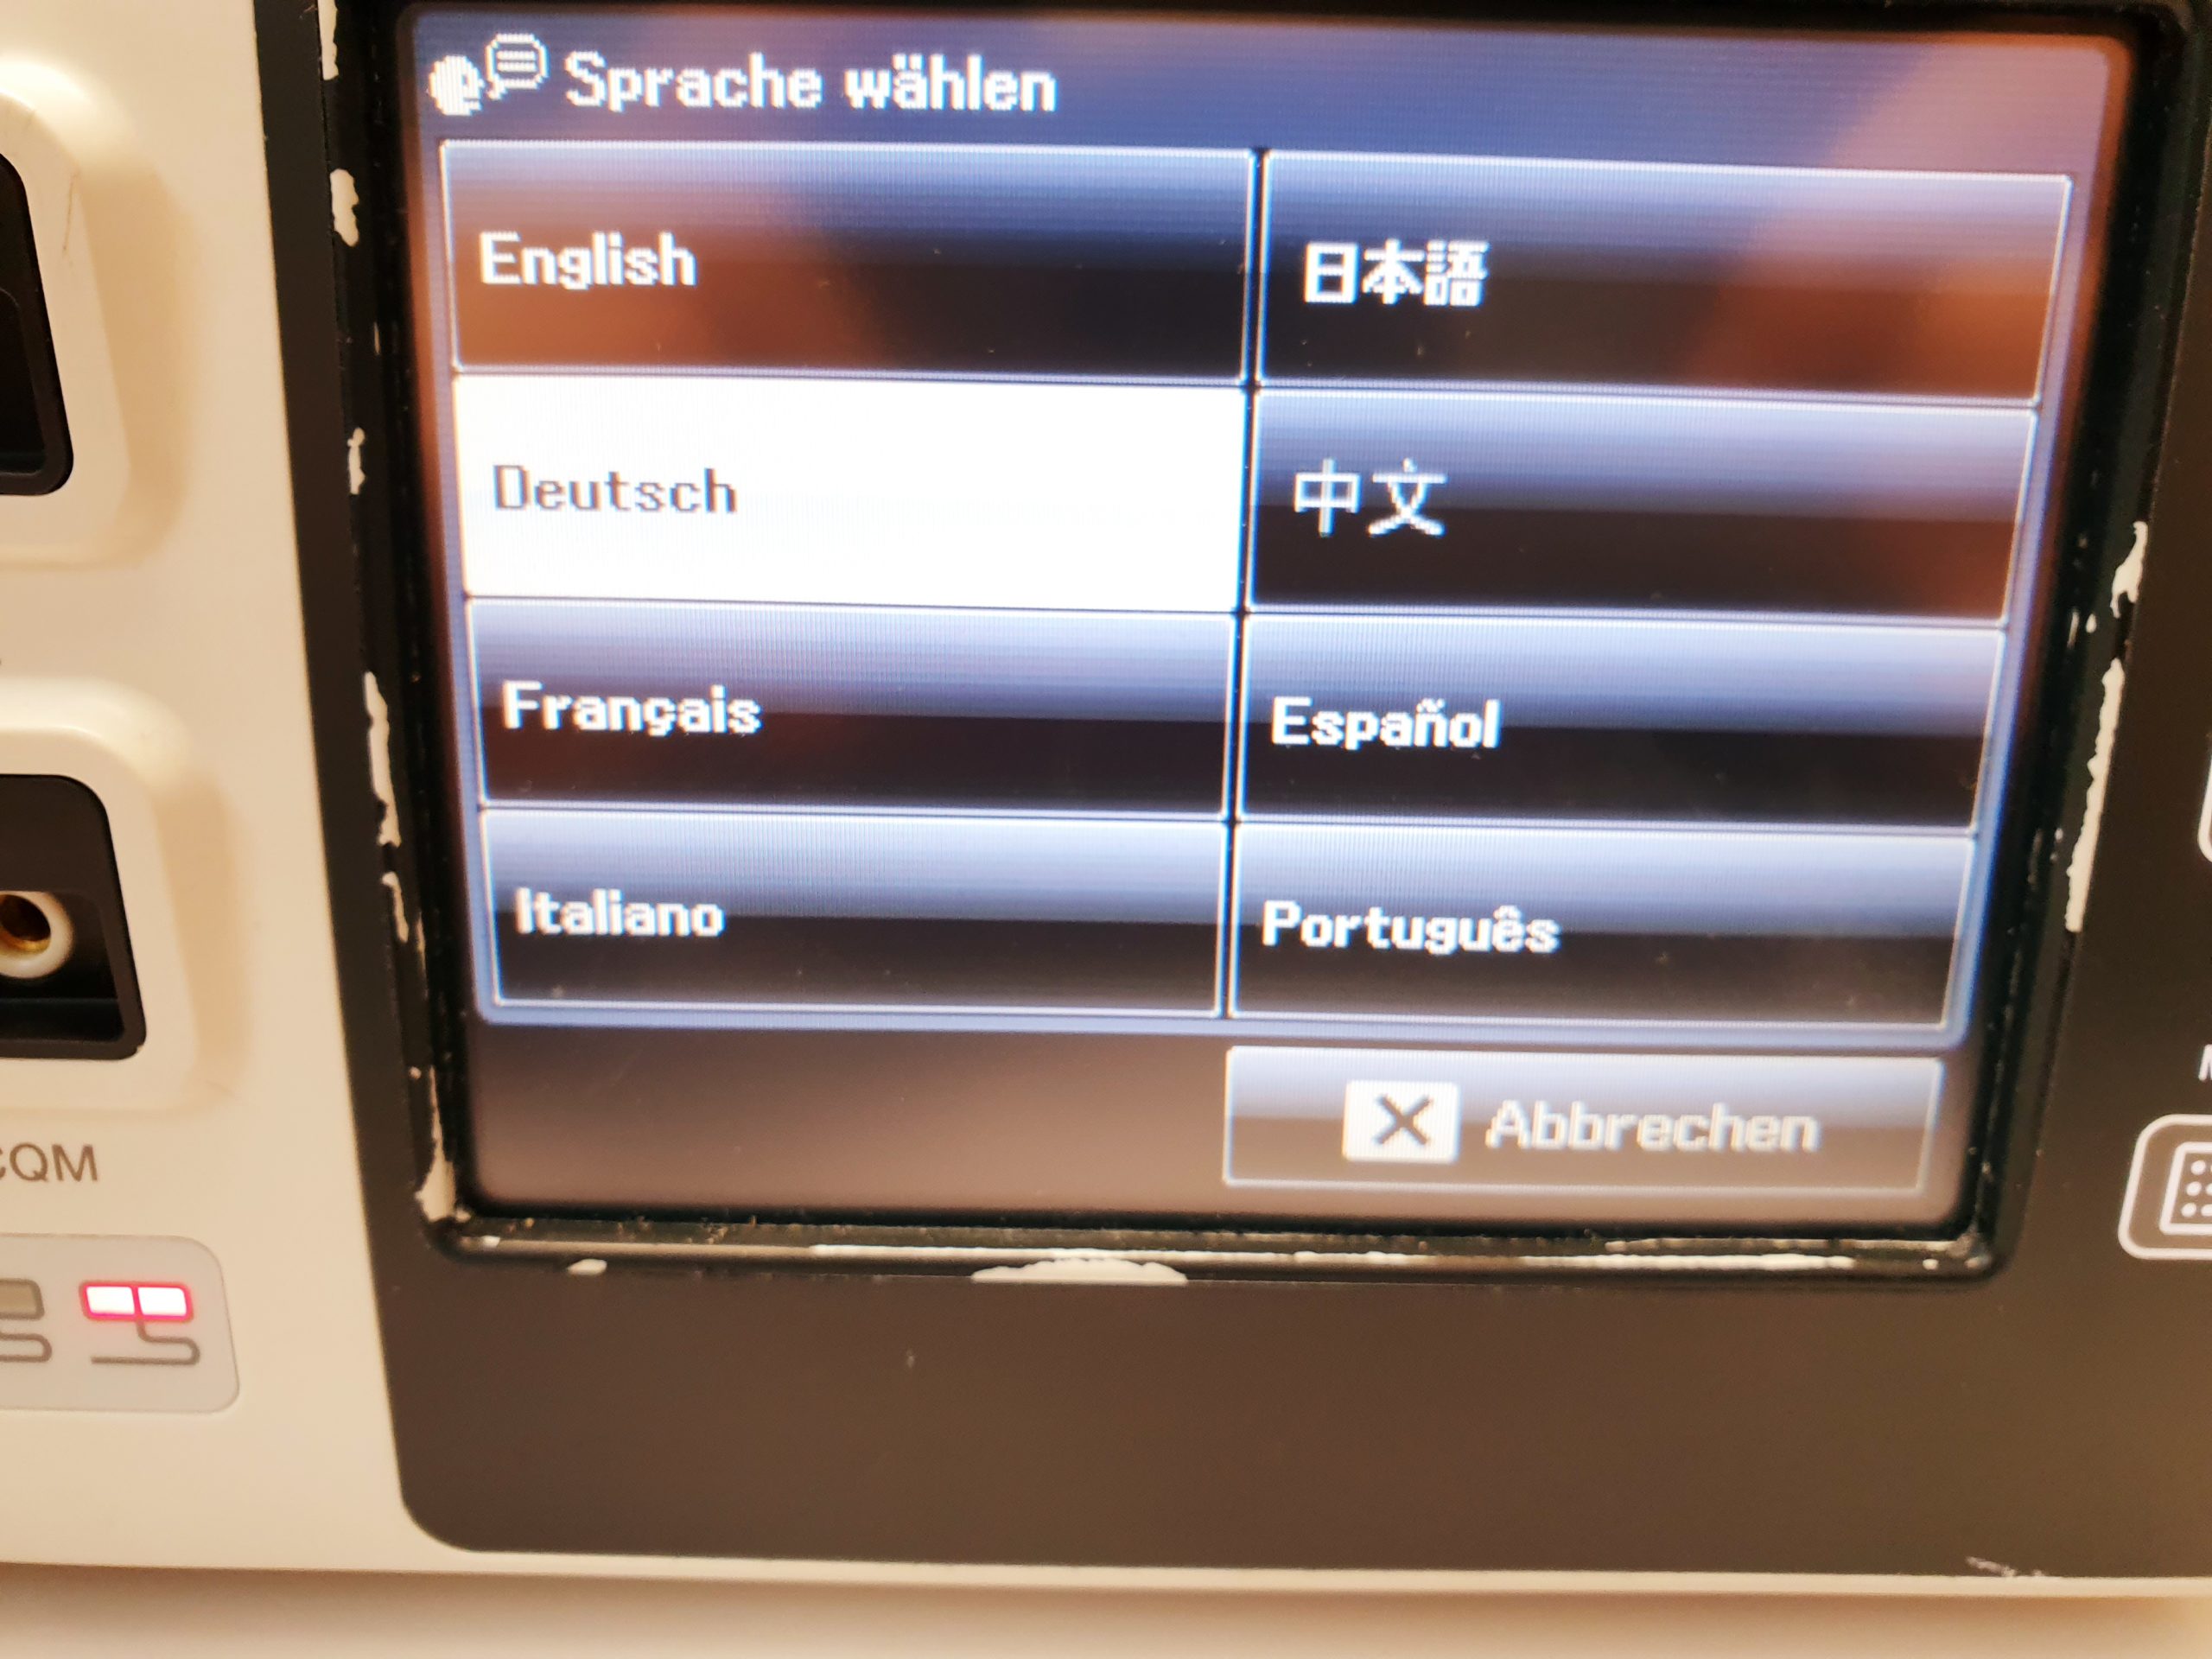 Sprache wählen
English
日本語
Deutsch
中文
Français
Español
Italiano
Português
Abbrechen
CQM